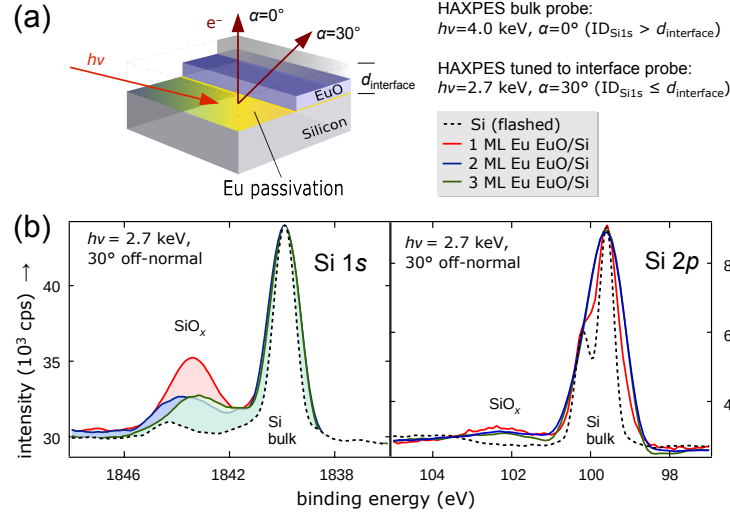 (a)
e⁻
α=0°
α=30°
hν
d_interface
EuO
Silicon
Eu passivation
HAXPES bulk probe:
hν=4.0 keV, α=0° (ID_Si1s > d_interface)
HAXPES tuned to interface probe:
hν=2.7 keV, α=30° (ID_Si1s ≤ d_interface)
Si (flashed)
1 ML Eu EuO/Si
2 ML Eu EuO/Si
3 ML Eu EuO/Si
(b)
hν = 2.7 keV,
30° off-normal
Si 1s
SiOₓ
Si
bulk
hν = 2.7 keV,
30° off-normal
Si 2p
SiOₓ
Si
bulk
intensity (10³ cps) →
40
35
30
8
6
4
1846
1842
1838
104
102
100
98
binding energy (eV)